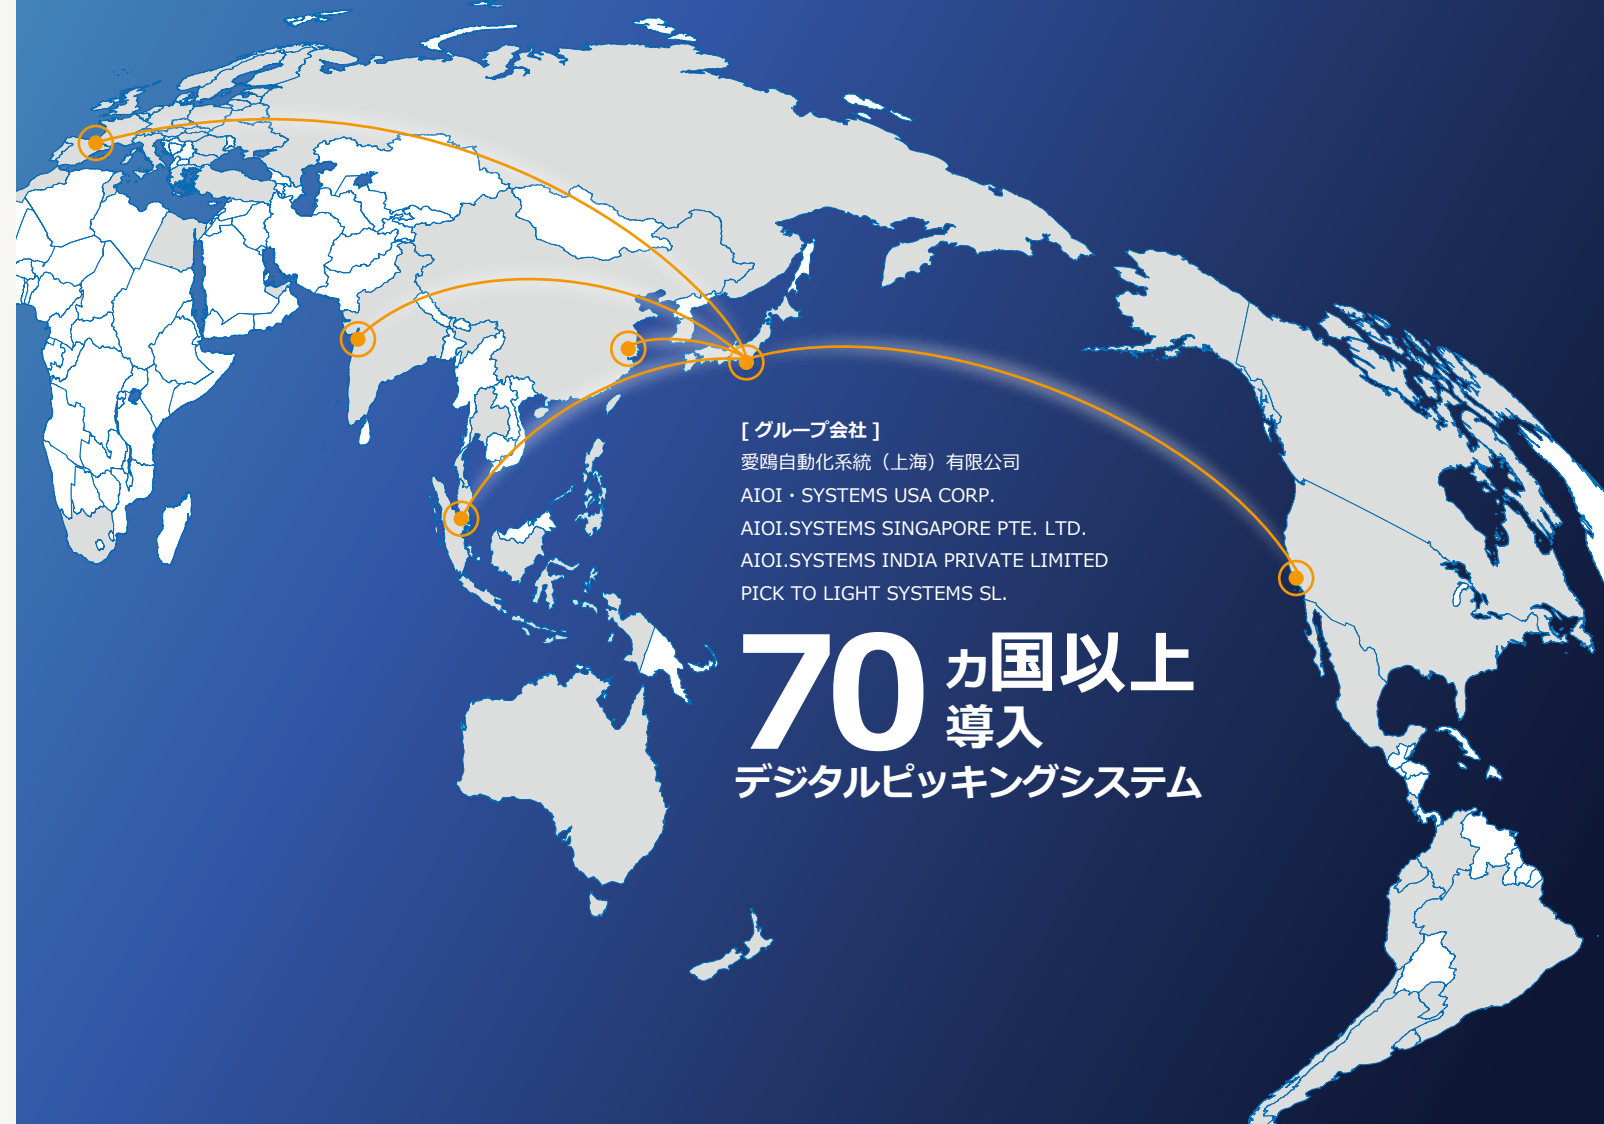 [ グループ会社 ]
愛鴎自動化系統（上海）有限公司
AIOI・SYSTEMS USA CORP.
AIOI.SYSTEMS SINGAPORE PTE. LTD.
AIOI.SYSTEMS INDIA PRIVATE LIMITED
PICK TO LIGHT SYSTEMS SL.
70カ国以上
導入
デジタルピッキングシステム